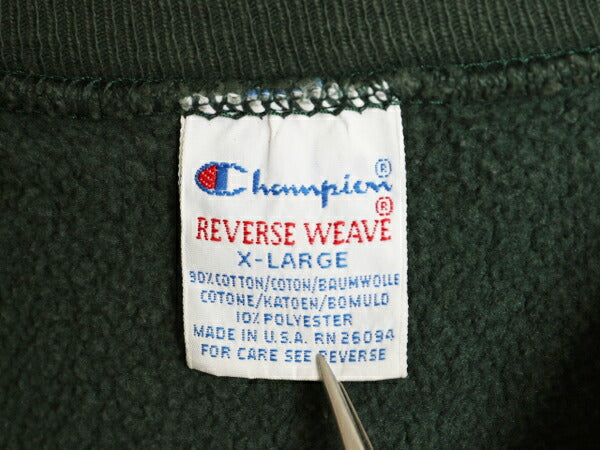 Champion®
REVERSE WEAVE®
X-LARGE
90% COTTON/COTON/BAUMWOLLE
COTONE/KATOEN/BOMULD
10% POLYESTER
MADE IN U.S.A. RN 26094
FOR CARE SEE REVERSE